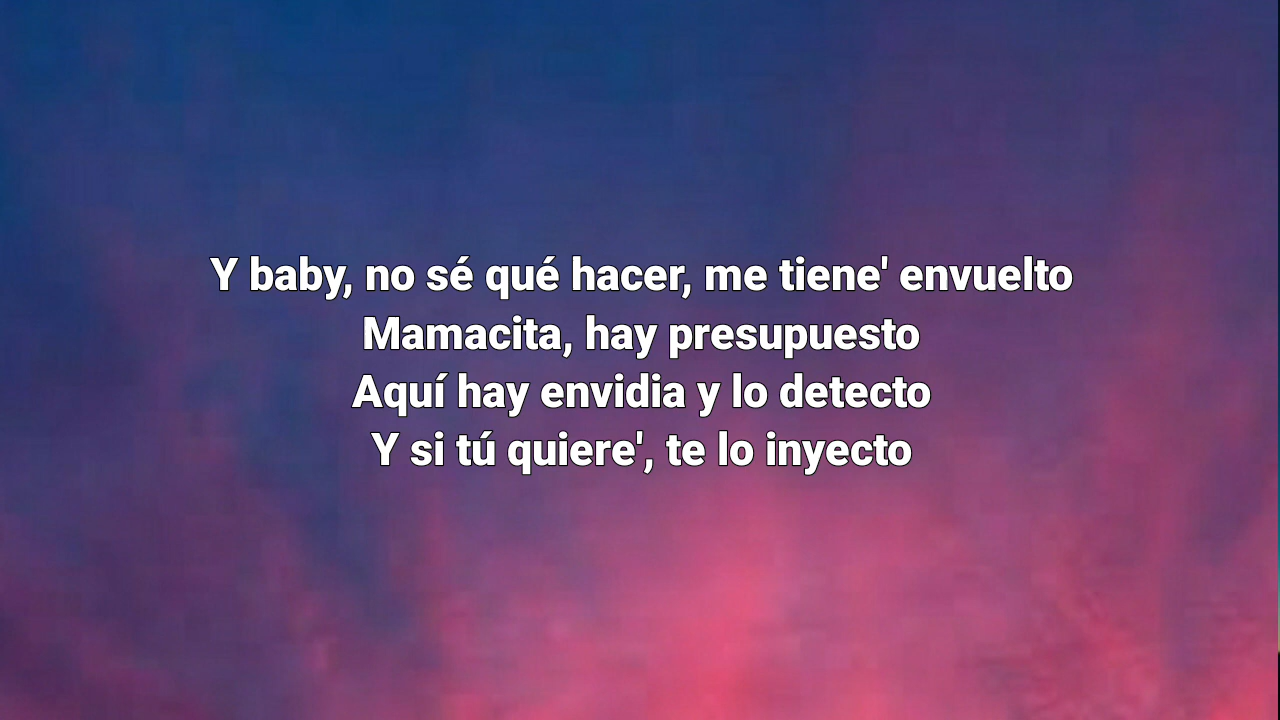 Y baby, no sé qué hacer, me tiene' envuelto
Mamacita, hay presupuesto
Aquí hay envidia y lo detecto
Y si tú quiere', te lo inyecto